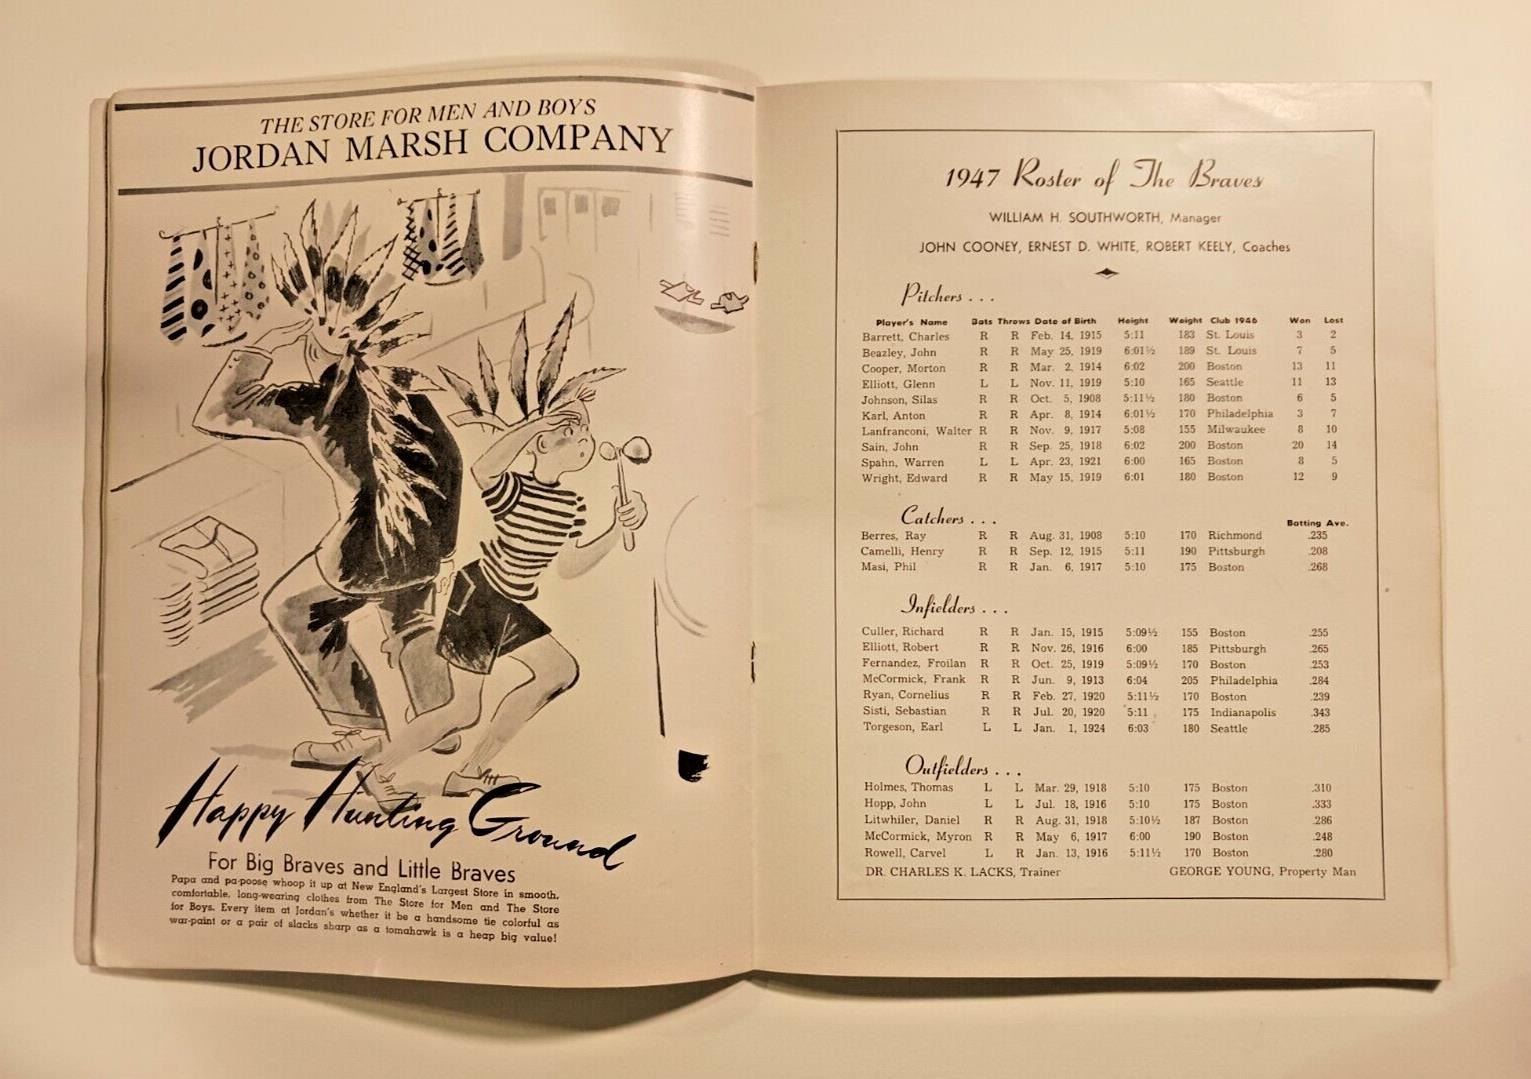 THE STORE FOR MEN AND BOYS
JORDAN MARSH COMPANY
Happy Hunting Ground
For Big Braves and Little Braves
Papa and pa-poose whoop it up at New England's Largest Store in smooth,
comfortable, long-wearing clothes from The Store for Men and The Store
for Boys. Every item at Jordan's whether it be a handsome tie colorful as
war-paint or a pair of slacks sharp as a tomahawk is a heap big value!
1947 Roster of The Braves
WILLIAM H. SOUTHWORTH, Manager
JOHN COONEY, ERNEST D. WHITE, ROBERT KEELY, Coaches
Pitchers . . .
Player's Name Bats Throws Date of Birth Height Weight Club 1946 Won Lost
Barrett, Charles R R Feb. 14, 1915 5:11 183 St. Louis 3 2
Beazley, John R R May 25, 1919 6:01½ 189 St. Louis 7 5
Cooper, Morton R R Mar. 2, 1914 6:02 200 Boston 13 11
Elliott, Glenn L L Nov. 11, 1919 5:10 165 Seattle 11 13
Johnson, Silas R R Oct. 5, 1908 5:11½ 180 Boston 6 5
Karl, Anton R R Apr. 8, 1914 6:01½ 170 Philadelphia 3 7
Lanfranconi, Walter R R Nov. 9, 1917 5:08 155 Milwaukee 8 10
Sain, John R R Sep. 25, 1918 6:02 200 Boston 20 14
Spahn, Warren L L Apr. 23, 1921 6:00 165 Boston 8 5
Wright, Edward R R May 15, 1919 6:01 180 Boston 12 9
Catchers . . .
Batting Ave.
Berres, Ray R R Aug. 31, 1908 5:10 170 Richmond .235
Camelli, Henry R R Sep. 12, 1915 5:11 190 Pittsburgh .208
Masi, Phil R R Jan. 6, 1917 5:10 175 Boston .268
Infielders . . .
Culler, Richard R R Jan. 15, 1915 5:09½ 155 Boston .255
Elliott, Robert R R Nov. 26, 1916 6:00 185 Pittsburgh .265
Fernandez, Froilan R R Oct. 25, 1919 5:09½ 170 Boston .253
McCormick, Frank R R Jun. 9, 1913 6:04 205 Philadelphia .284
Ryan, Cornelius R R Feb. 27, 1920 5:11½ 170 Boston .239
Sisti, Sebastian R R Jul. 20, 1920 5:11 175 Indianapolis .343
Torgeson, Earl L L Jan. 1, 1924 6:03 180 Seattle .285
Outfielders . . .
Holmes, Thomas L L Mar. 29, 1918 5:10 175 Boston .310
Hopp, John L L Jul. 18, 1916 5:10 175 Boston .333
Litwhiler, Daniel R R Aug. 31, 1918 5:10½ 187 Boston .286
McCormick, Myron R R May 6, 1917 6:00 190 Boston .248
Rowell, Carvel L R Jan. 13, 1916 5:11½ 170 Boston .280
DR. CHARLES K. LACKS, Trainer GEORGE YOUNG, Property Man